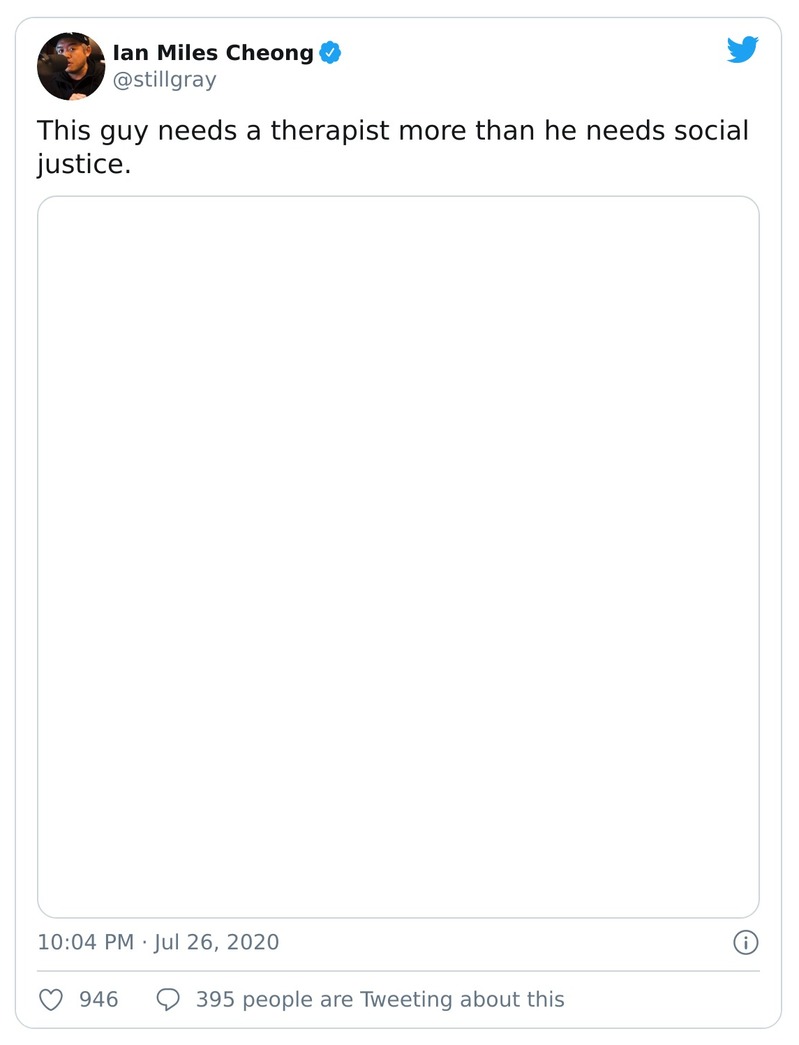 Ian Miles Cheong
@stillgray
This guy needs a therapist more than he needs social
justice.
10:04 PM · Jul 26, 2020
946 395 people are Tweeting about this